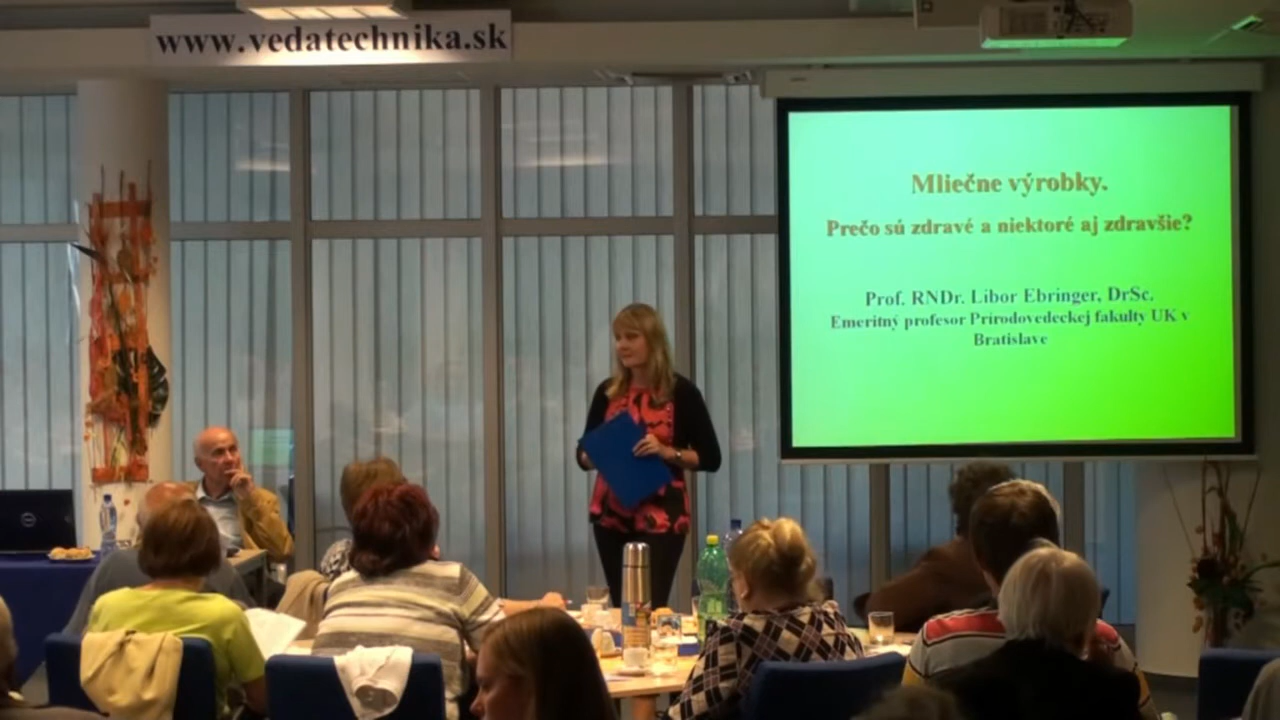 www.vedatechnika.sk
Mliečne výrobky.
Prečo sú zdravé a niektoré aj zdravšie?
Prof. RNDr. Libor Ebringer, DrSc.
Emeritný profesor Prírodovedeckej fakulty UK v
Bratislave